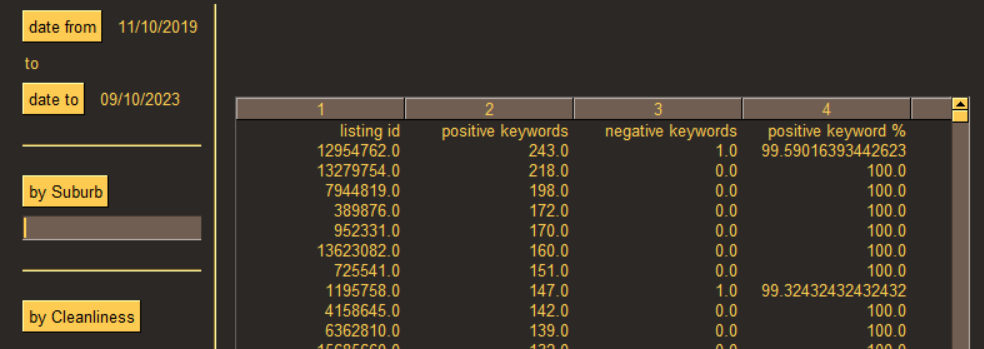 date from 11/10/2019
to
date to 09/10/2023
by Suburb
by Cleanliness
1 2 3 4
listing id positive keywords negative keywords positive keyword %
12954762.0 243.0 1.0 99.59016393442623
13279754.0 218.0 0.0 100.0
7944819.0 198.0 0.0 100.0
389876.0 172.0 0.0 100.0
952331.0 170.0 0.0 100.0
13623082.0 160.0 0.0 100.0
725541.0 151.0 0.0 100.0
1195758.0 147.0 1.0 99.32432432432432
4158645.0 142.0 0.0 100.0
6362810.0 139.0 0.0 100.0